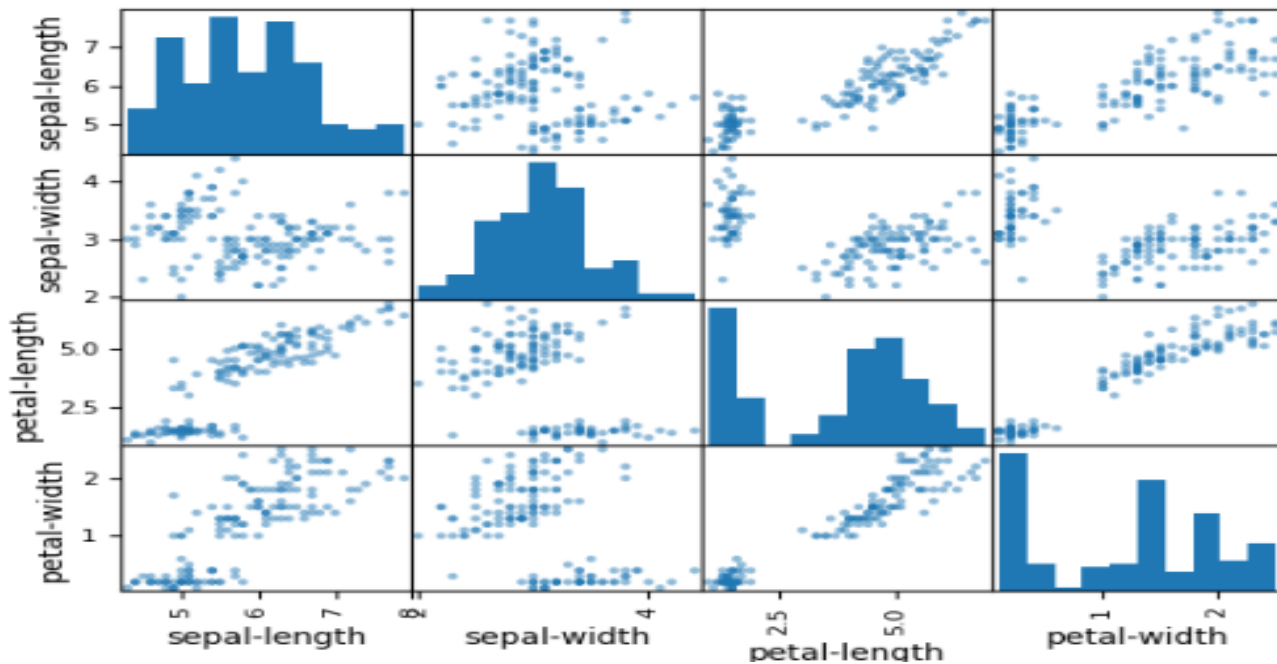 sepal-length
7
6
5
sepal-width
4
3
2
petal-length
5.0
2.5
petal-width
2
1
5 6 7 8 2 4 2.5 5.0 1 2
sepal-length sepal-width petal-length petal-width